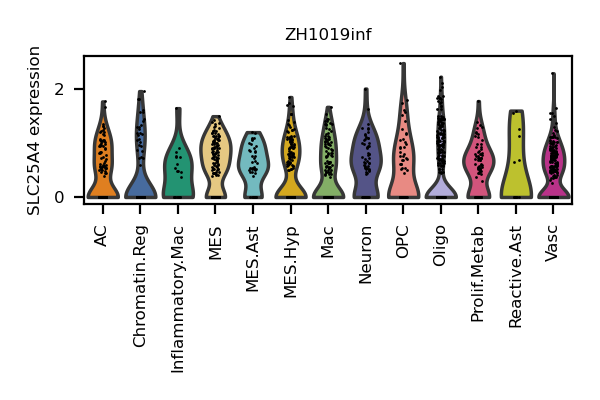 ZH1019inf
SLC25A4 expression
2
0
AC
Chromatin.Reg
Inflammatory.Mac
MES
MES.Ast
MES.Hyp
Mac
Neuron
OPC
Oligo
Prolif.Metab
Reactive.Ast
Vasc